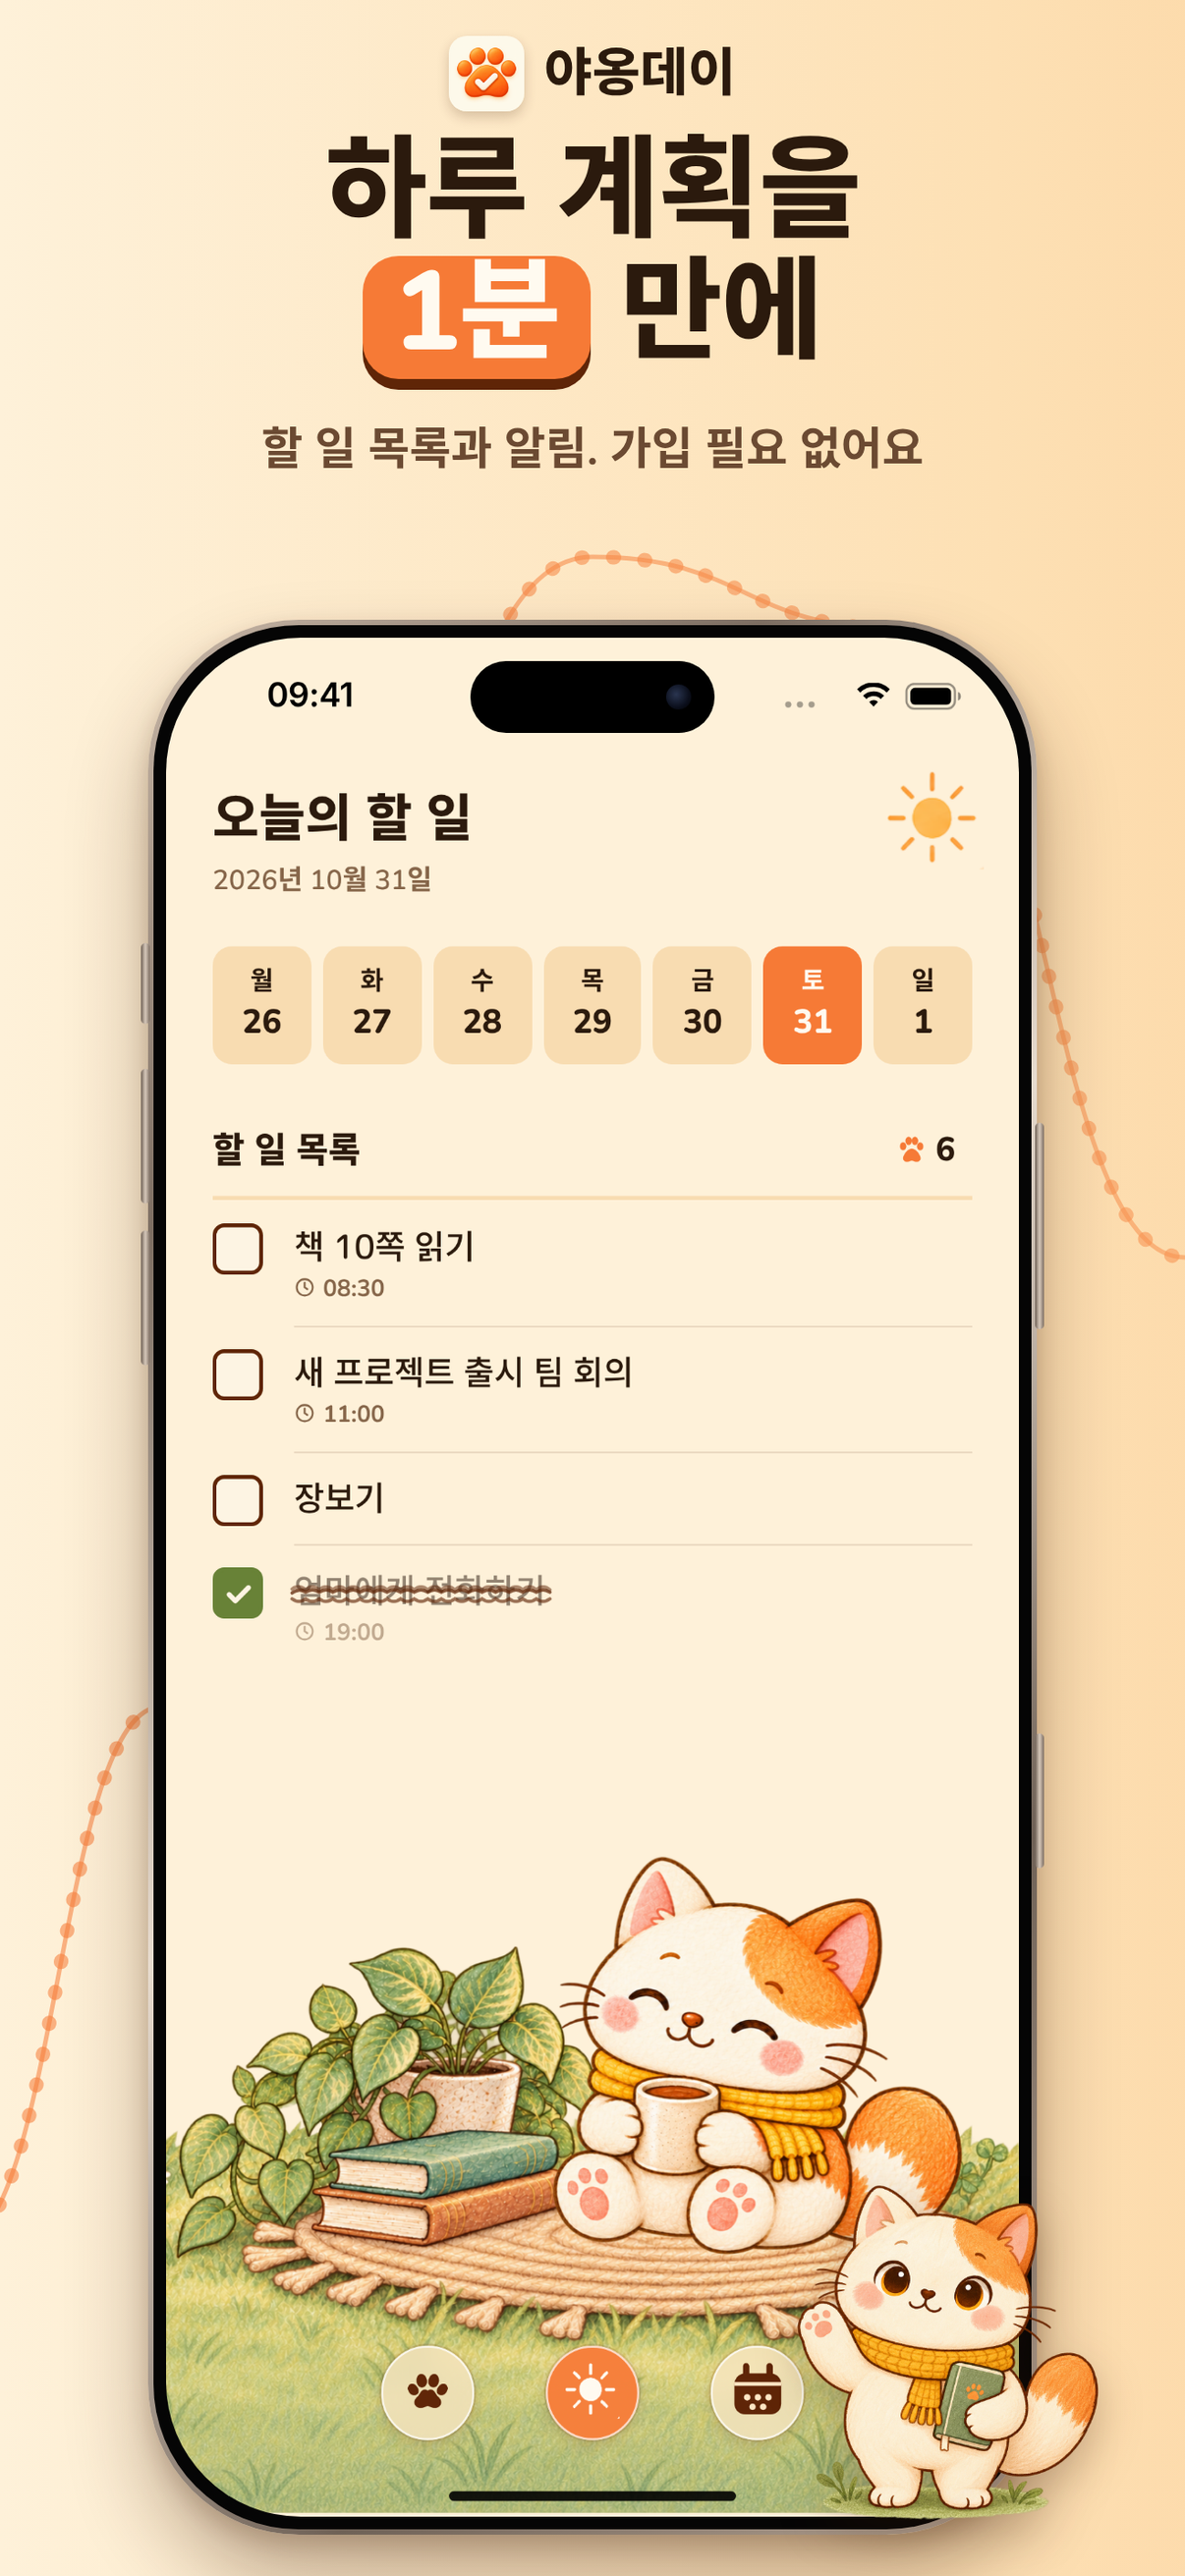 야옹데이
하루 계획을
1분 만에
할 일 목록과 알림. 가입 필요 없어요
09:41
오늘의 할 일
2026년 10월 31일
월 화 수 목 금 토 일
26 27 28 29 30 31 1
할 일 목록 6
책 10쪽 읽기
08:30
새 프로젝트 출시 팀 회의
11:00
장보기
엄마에게 전화하기
19:00